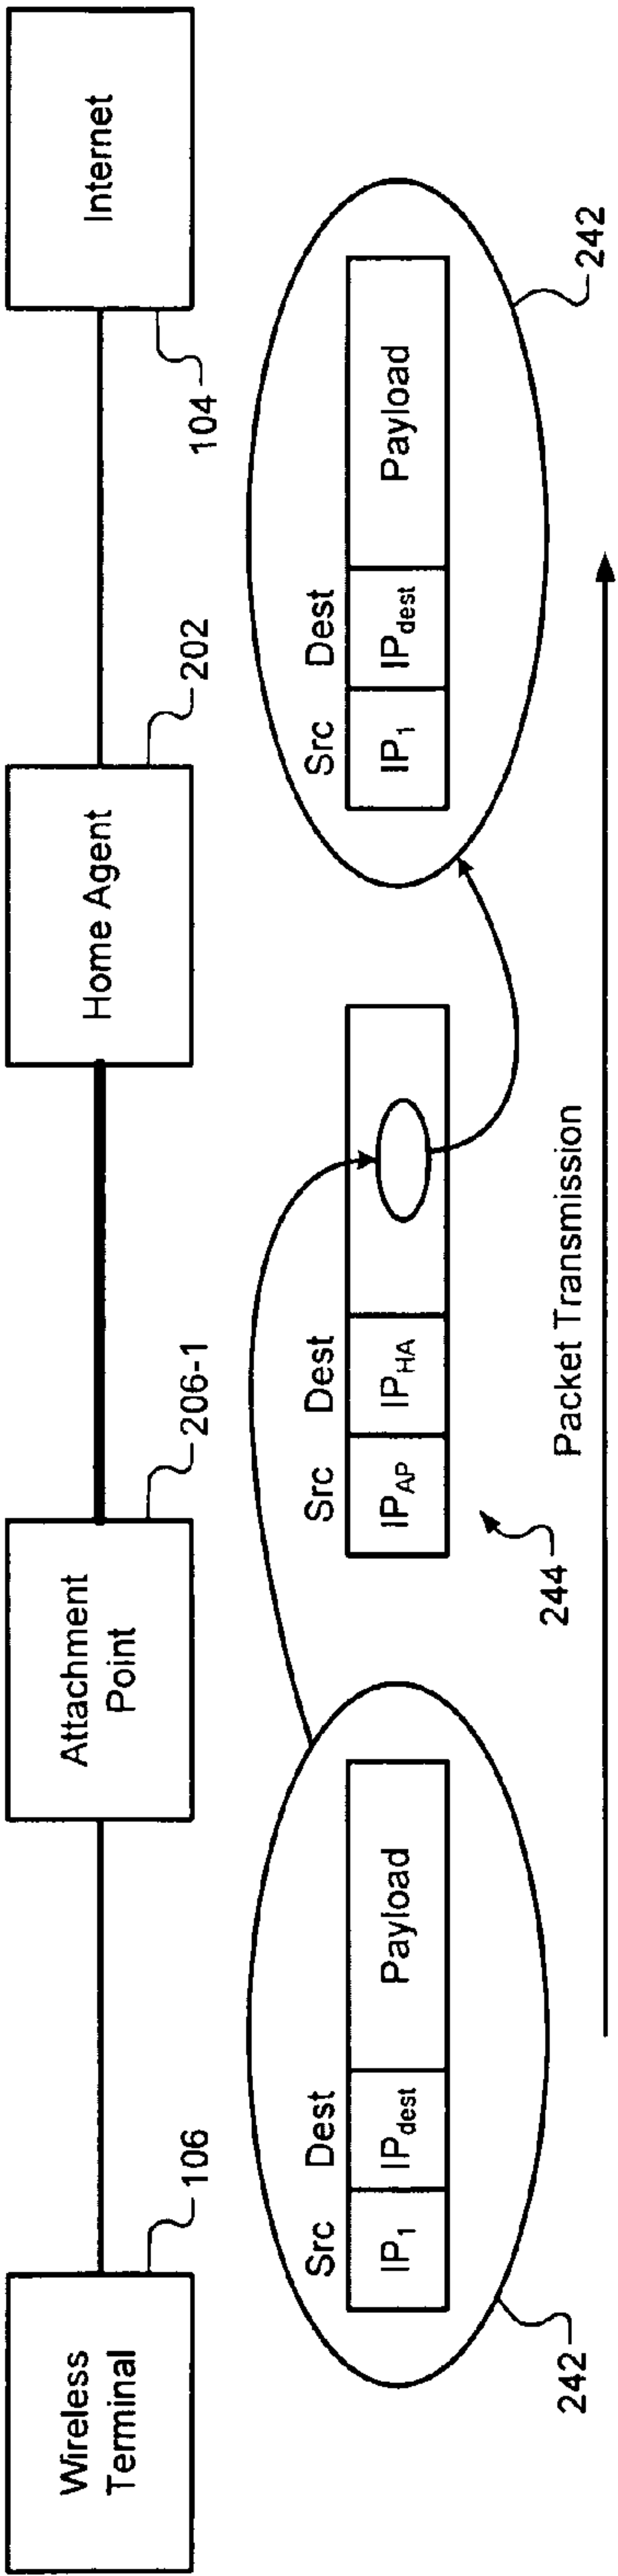 Wireless
Terminal
106
Attachment
Point
206-1
Home Agent
202
Internet
104
Src Dest
IP₁ IPdest Payload
242
Src Dest
IPAP IPHA
244
Src Dest
IP₁ IPdest Payload
242
Packet Transmission